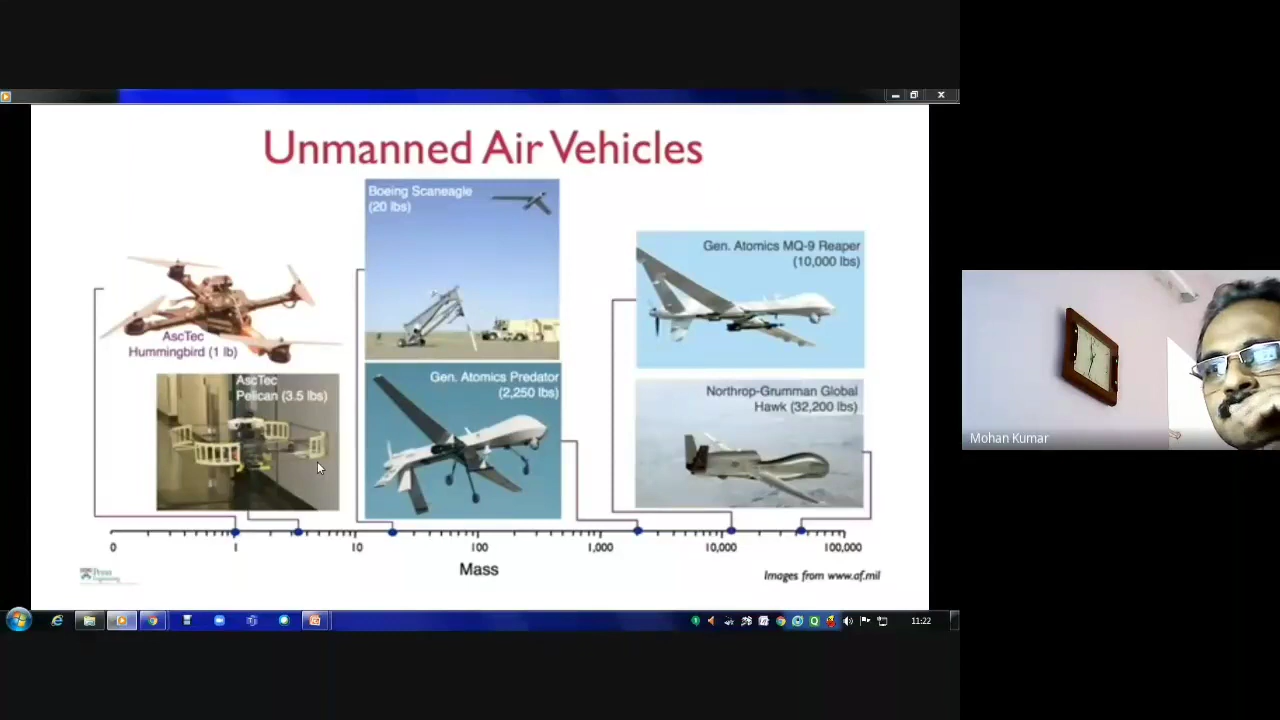 Unmanned Air Vehicles
Boeing Scaneagle
(20 lbs)
Gen. Atomics MQ-9 Reaper
(10,000 lbs)
AscTec
Hummingbird (1 lb)
AscTec
Pelican (3.5 lbs)
Gen. Atomics Predator
(2,250 lbs)
Northrop-Grumman Global
Hawk (32,200 lbs)
0 1 10 100 1,000 10,000 100,000
Mass
Penn
Engineering
Images from www.af.mil
11:22
Mohan Kumar